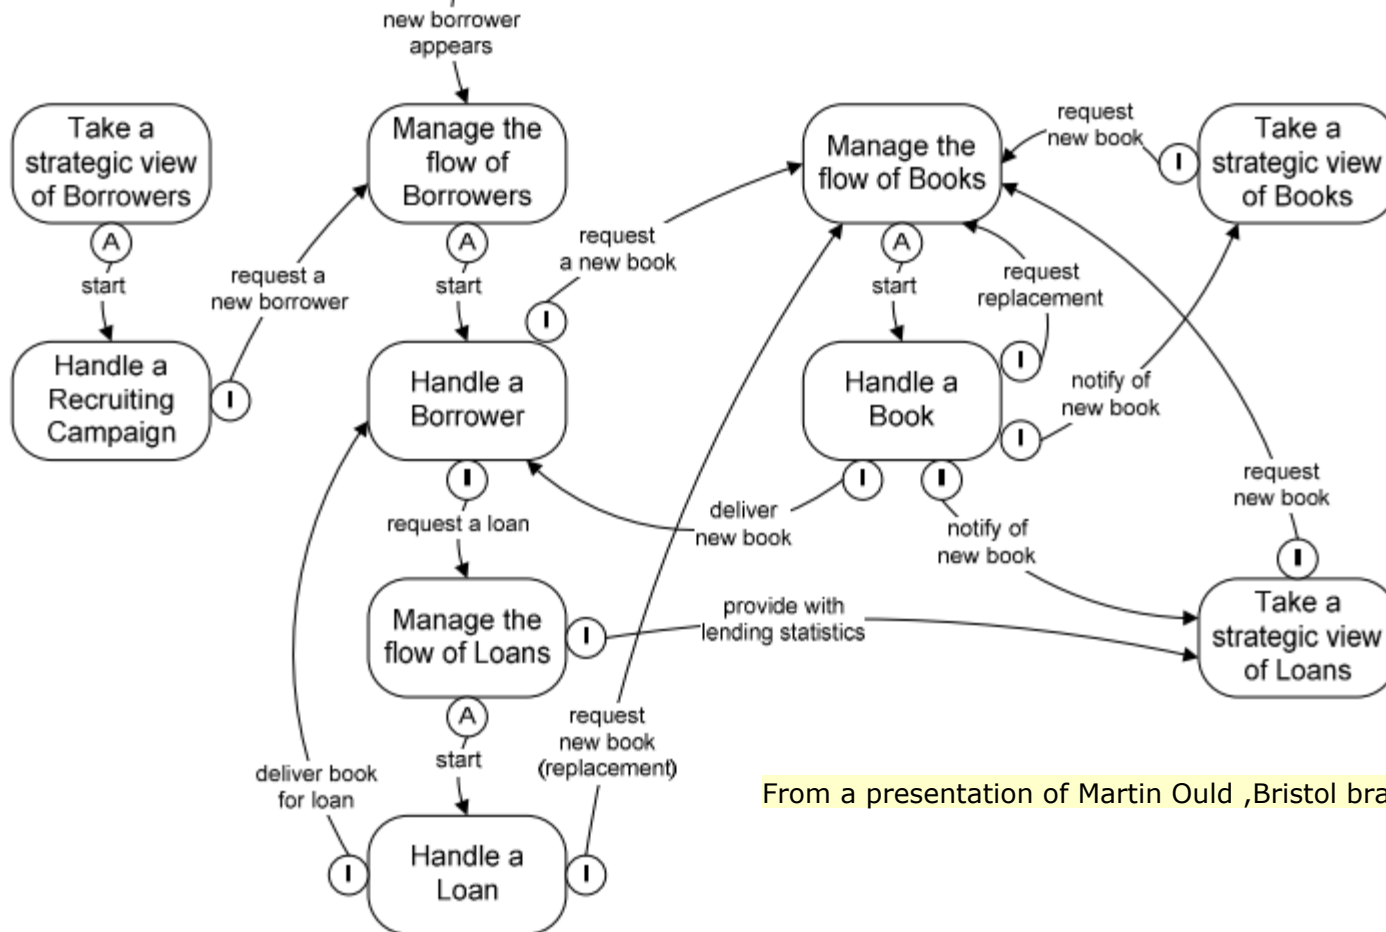 new borrower
appears
Take a
strategic view
of Borrowers
A
start
Handle a
Recruiting
Campaign
I
request a
new borrower
Manage the
flow of
Borrowers
A
start
Handle a
Borrower
I
request
a new book
I
request a loan
Manage the
flow of Loans
I
provide with
lending statistics
A
start
Handle a
Loan
I
deliver book
for loan
I
request
new book
(replacement)
Manage the
flow of Books
A
start
Handle a
Book
I
request
replacement
I
notify of
new book
I
deliver
new book
I
notify of
new book
Take a
strategic view
of Books
I
request
new book
Take a
strategic view
of Loans
I
request
new book
From a presentation of Martin Ould ,Bristol bra